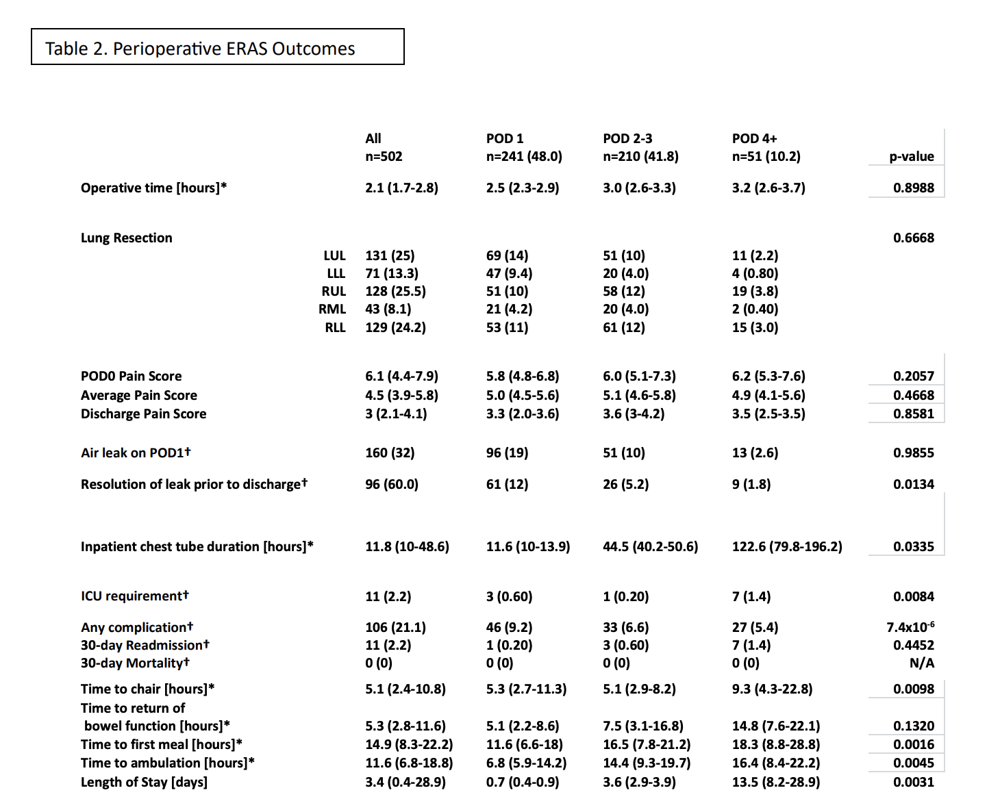 Table 2. Perioperative ERAS Outcomes
All POD 1 POD 2-3 POD 4+
n=502 n=241 (48.0) n=210 (41.8) n=51 (10.2) p-value
Operative time [hours]* 2.1 (1.7-2.8) 2.5 (2.3-2.9) 3.0 (2.6-3.3) 3.2 (2.6-3.7) 0.8988
Lung Resection 0.6668
LUL 131 (25) 69 (14) 51 (10) 11 (2.2)
LLL 71 (13.3) 47 (9.4) 20 (4.0) 4 (0.80)
RUL 128 (25.5) 51 (10) 58 (12) 19 (3.8)
RML 43 (8.1) 21 (4.2) 20 (4.0) 2 (0.40)
RLL 129 (24.2) 53 (11) 61 (12) 15 (3.0)
POD0 Pain Score 6.1 (4.4-7.9) 5.8 (4.8-6.8) 6.0 (5.1-7.3) 6.2 (5.3-7.6) 0.2057
Average Pain Score 4.5 (3.9-5.8) 5.0 (4.5-5.6) 5.1 (4.6-5.8) 4.9 (4.1-5.6) 0.4668
Discharge Pain Score 3 (2.1-4.1) 3.3 (2.0-3.6) 3.6 (3-4.2) 3.5 (2.5-3.5) 0.8581
Air leak on POD1† 160 (32) 96 (19) 51 (10) 13 (2.6) 0.9855
Resolution of leak prior to discharge† 96 (60.0) 61 (12) 26 (5.2) 9 (1.8) 0.0134
Inpatient chest tube duration [hours]* 11.8 (10-48.6) 11.6 (10-13.9) 44.5 (40.2-50.6) 122.6 (79.8-196.2) 0.0335
ICU requirement† 11 (2.2) 3 (0.60) 1 (0.20) 7 (1.4) 0.0084
Any complication† 106 (21.1) 46 (9.2) 33 (6.6) 27 (5.4) 7.4x10⁻⁶
30-day Readmission† 11 (2.2) 1 (0.20) 3 (0.60) 7 (1.4) 0.4452
30-day Mortality† 0 (0) 0 (0) 0 (0) 0 (0) N/A
Time to chair [hours]* 5.1 (2.4-10.8) 5.3 (2.7-11.3) 5.1 (2.9-8.2) 9.3 (4.3-22.8) 0.0098
Time to return of
bowel function [hours]* 5.3 (2.8-11.6) 5.1 (2.2-8.6) 7.5 (3.1-16.8) 14.8 (7.6-22.1) 0.1320
Time to first meal [hours]* 14.9 (8.3-22.2) 11.6 (6.6-18) 16.5 (7.8-21.2) 18.3 (8.8-28.8) 0.0016
Time to ambulation [hours]* 11.6 (6.8-18.8) 6.8 (5.9-14.2) 14.4 (9.3-19.7) 16.4 (8.4-22.2) 0.0045
Length of Stay [days] 3.4 (0.4-28.9) 0.7 (0.4-0.9) 3.6 (2.9-3.9) 13.5 (8.2-28.9) 0.0031